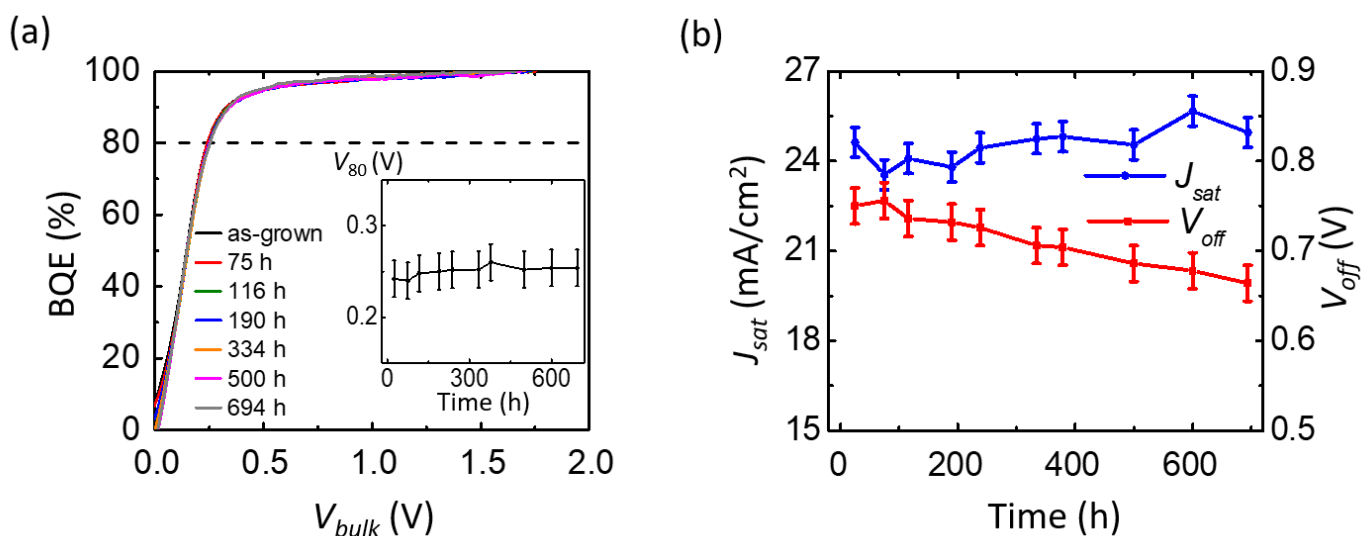 (a)
BQE (%)
100
80
60
40
20
0
as-grown
75 h
116 h
190 h
334 h
500 h
694 h
V80 (V)
0.3
0.2
0 300 600
Time (h)
0.0 0.5 1.0 1.5 2.0
Vbulk (V)
(b)
Jsat (mA/cm²)
27
24
21
18
15
Jsat
Voff
0.9
0.8
0.7
0.6
0.5
Voff (V)
0 200 400 600
Time (h)